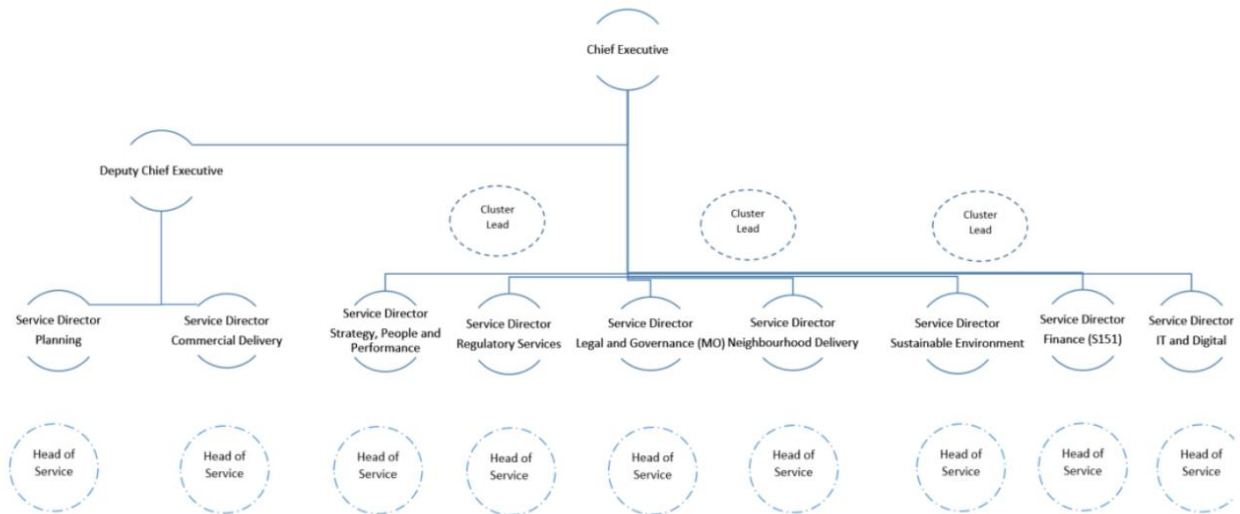 Chief Executive
Deputy Chief Executive
Cluster
Lead
Cluster
Lead
Cluster
Lead
Service Director
Planning
Service Director
Commercial Delivery
Service Director
Strategy, People and
Performance
Service Director
Regulatory Services
Service Director
Legal and Governance (MO)
Service Director
Neighbourhood Delivery
Service Director
Sustainable Environment
Service Director
Finance (S151)
Service Director
IT and Digital
Head of
Service
Head of
Service
Head of
Service
Head of
Service
Head of
Service
Head of
Service
Head of
Service
Head of
Service
Head of
Service